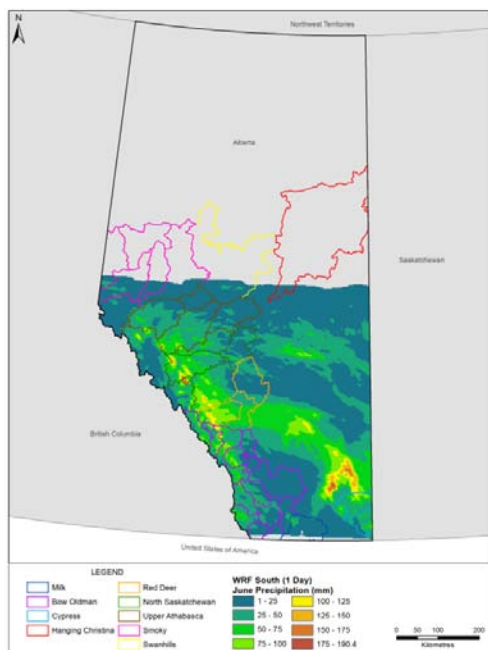 N
Northwest Territories
Alberta
Saskatchewan
British Columbia
United States of America
LEGEND
Milk
Bow Oldman
Cypress
Hanging Christina
Red Deer
North Saskatchewan
Upper Athabasca
Smoky
Swanhills
WRF South (1 Day)
June Precipitation (mm)
1 - 25
25 - 50
50 - 75
75 - 100
100 - 125
125 - 150
150 - 175
175 - 190.4
0 50 100 200
Kilometres